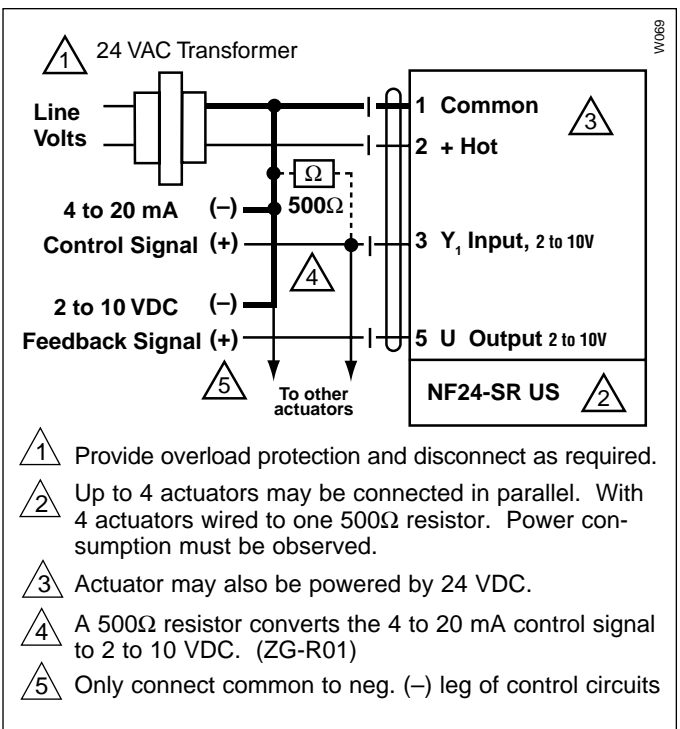 W069
1 24 VAC Transformer
Line
Volts
1 Common
3
2 + Hot
Ω
500Ω
4 to 20 mA (–)
Control Signal (+)
3 Y1 Input, 2 to 10V
4
2 to 10 VDC (–)
Feedback Signal (+)
5 U Output 2 to 10V
5
To other
actuators
NF24-SR US 2
1 Provide overload protection and disconnect as required.
2 Up to 4 actuators may be connected in parallel. With
4 actuators wired to one 500Ω resistor. Power con-
sumption must be observed.
3 Actuator may also be powered by 24 VDC.
4 A 500Ω resistor converts the 4 to 20 mA control signal
to 2 to 10 VDC. (ZG-R01)
5 Only connect common to neg. (–) leg of control circuits